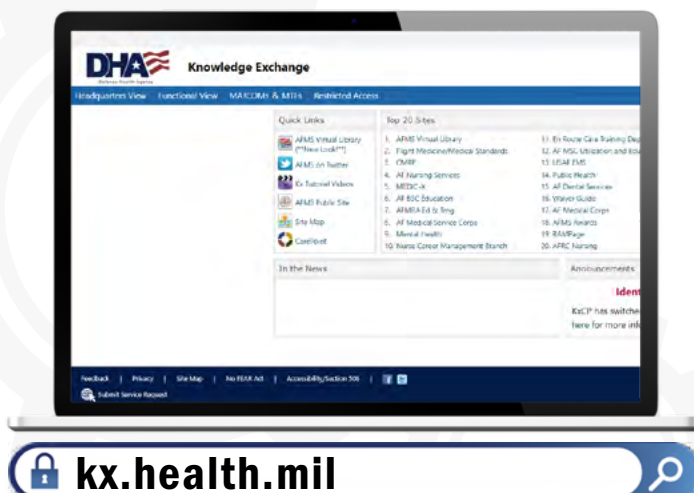 DHA
Defense Health Agency
Knowledge Exchange
Headquarters View Functional View MAJCOMs & MTFs Restricted Access
Quick Links
AFMS Virtual Library
(**New Look!**)
AFMS on Twitter
Kx Tutorial Videos
AFMS Public Site
Site Map
CarePoint
Top 20 Sites
1. AFMS Virtual Library
2. Flight Medicine/Medical Standards
3. CMRP
4. AF Nursing Services
5. MEDIC-X
6. AF BSC Education
7. AFMRA Ed & Trng
8. AF Medical Service Corps
9. Mental Health
10. Nurse Career Management Branch
11. En Route Care Training Dep
12. AF MSC Utilization and Edu
13. USAF EMS
14. Public Health
15. AF Dental Services
16. Waiver Guide
17. AF Medical Corps
18. AFMS Awards
19. RAMPage
20. AFRC Nursing
In the News
Announcements
Ident
KxCP has switche
here for more info
Feedback | Privacy | Site Map | No FEAR Act | Accessibility/Section 508 |
Submit Service Request
kx.health.mil